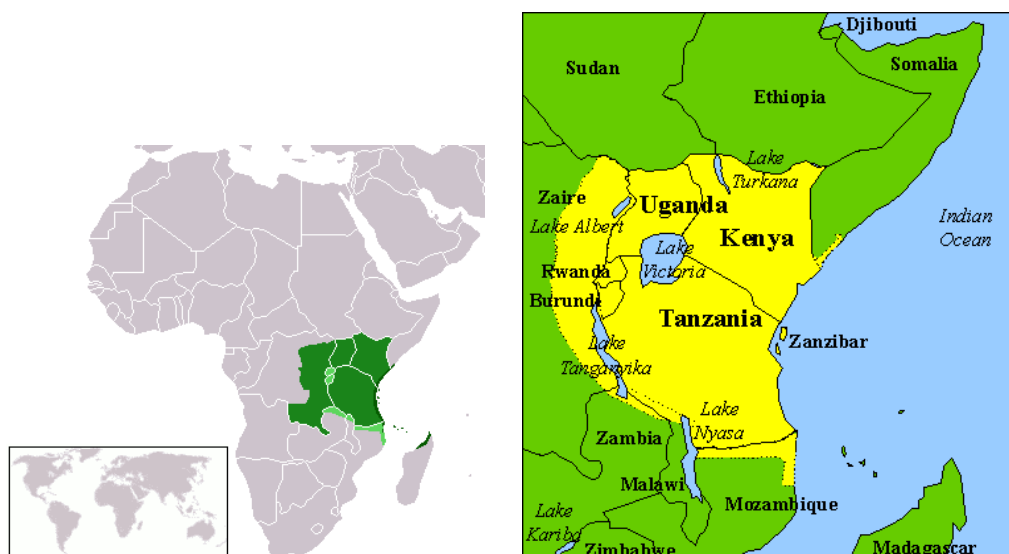 Djibouti
Sudan
Somalia
Ethiopia
Lake
Turkana
Zaire
Uganda
Lake Albert
Indian
Ocean
Kenya
Lake
Victoria
Rwanda
Burundi
Tanzania
Zanzibar
Lake
Tanganyika
Lake
Nyasa
Zambia
Malawi
Mozambique
Lake
Kariba
Zimbabwe
Madagascar